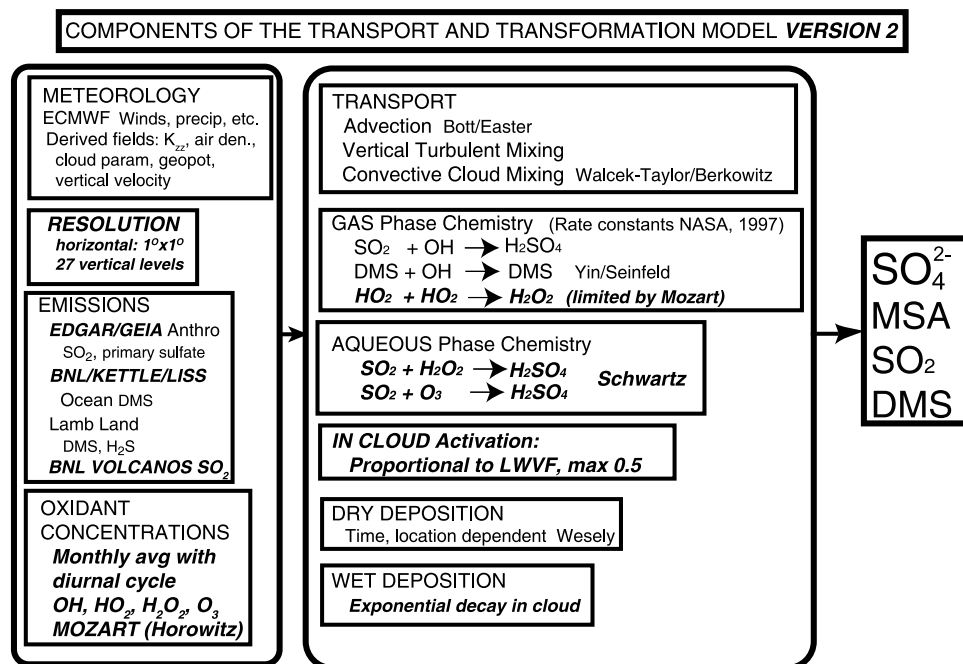 COMPONENTS OF THE TRANSPORT AND TRANSFORMATION MODEL VERSION 2
METEOROLOGY
ECMWF Winds, precip, etc.
Derived fields: Kzz, air den.,
cloud param, geopot,
vertical velocity
RESOLUTION
horizontal: 1⁰x1⁰
27 vertical levels
EMISSIONS
EDGAR/GEIA Anthro
SO₂, primary sulfate
BNL/KETTLE/LISS
Ocean DMS
Lamb Land
DMS, H₂S
BNL VOLCANOS SO₂
OXIDANT
CONCENTRATIONS
Monthly avg with
diurnal cycle
OH, HO₂, H₂O₂, O₃
MOZART (Horowitz)
TRANSPORT
Advection Bott/Easter
Vertical Turbulent Mixing
Convective Cloud Mixing Walcek-Taylor/Berkowitz
GAS Phase Chemistry (Rate constants NASA, 1997)
SO₂ + OH → H₂SO₄
DMS + OH → DMS Yin/Seinfeld
HO₂ + HO₂ → H₂O₂ (limited by Mozart)
AQUEOUS Phase Chemistry
SO₂ + H₂O₂ → H₂SO₄
SO₂ + O₃ → H₂SO₄
Schwartz
IN CLOUD Activation:
Proportional to LWVF, max 0.5
DRY DEPOSITION
Time, location dependent Wesely
WET DEPOSITION
Exponential decay in cloud
SO₄²⁻
MSA
SO₂
DMS